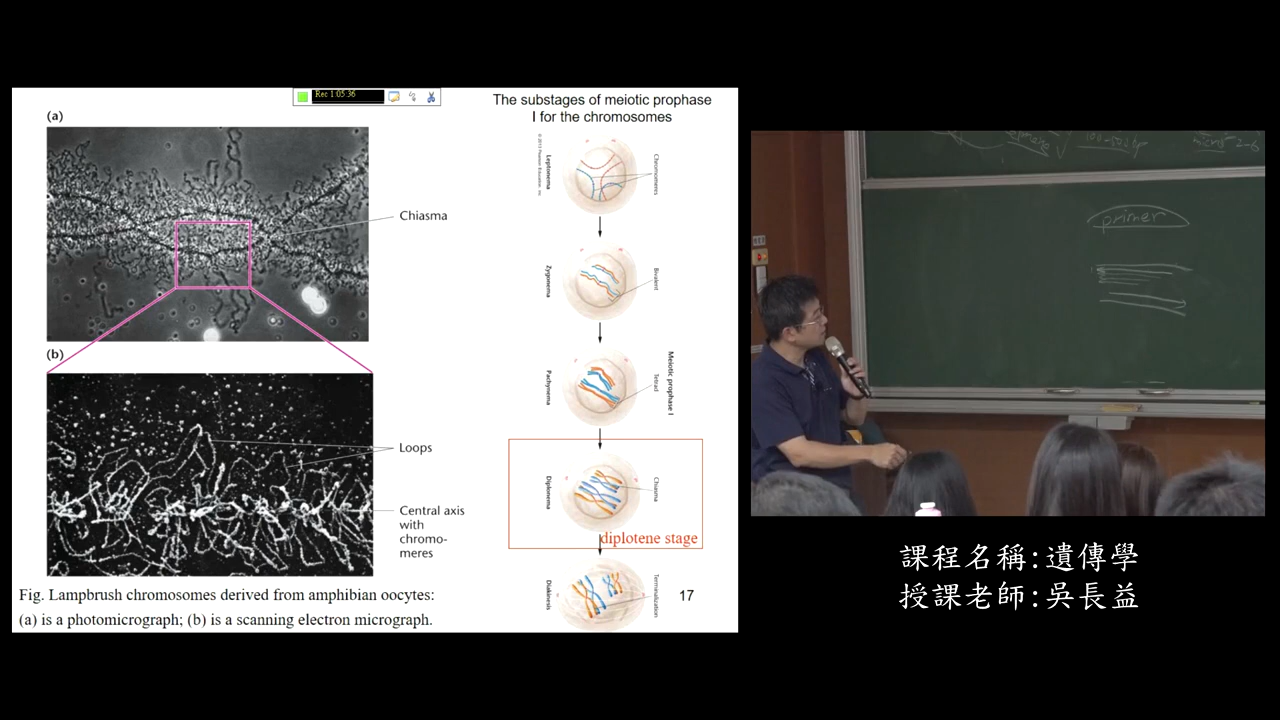 Rec 1:05:36
(a)
Chiasma
(b)
Loops
Central axis
with
chromo-
meres
Fig. Lampbrush chromosomes derived from amphibian oocytes:
(a) is a photomicrograph; (b) is a scanning electron micrograph.
The substages of meiotic prophase
I for the chromosomes
Leptonema
Chromomeres
Zygonema
Bivalent
Pachynema
Meiotic prophase I
Tetrad
Diplonema
Chiasma
diplotene stage
Diakinesis
Terminalization
17
primer
課程名稱:遺傳學
授課老師:吳長益